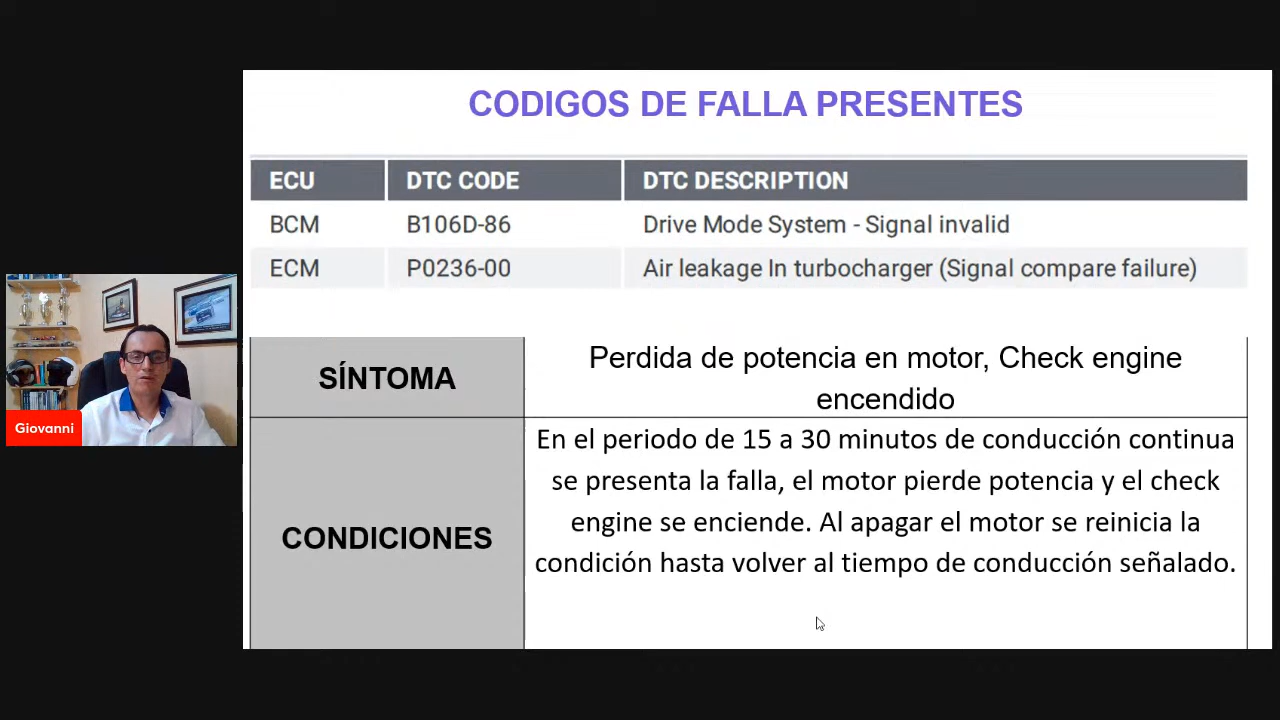 CODIGOS DE FALLA PRESENTES
ECU DTC CODE DTC DESCRIPTION
BCM B106D-86 Drive Mode System - Signal invalid
ECM P0236-00 Air leakage In turbocharger (Signal compare failure)
SÍNTOMA
Perdida de potencia en motor, Check engine
encendido
CONDICIONES
En el periodo de 15 a 30 minutos de conducción continua
se presenta la falla, el motor pierde potencia y el check
engine se enciende. Al apagar el motor se reinicia la
condición hasta volver al tiempo de conducción señalado.
Giovanni